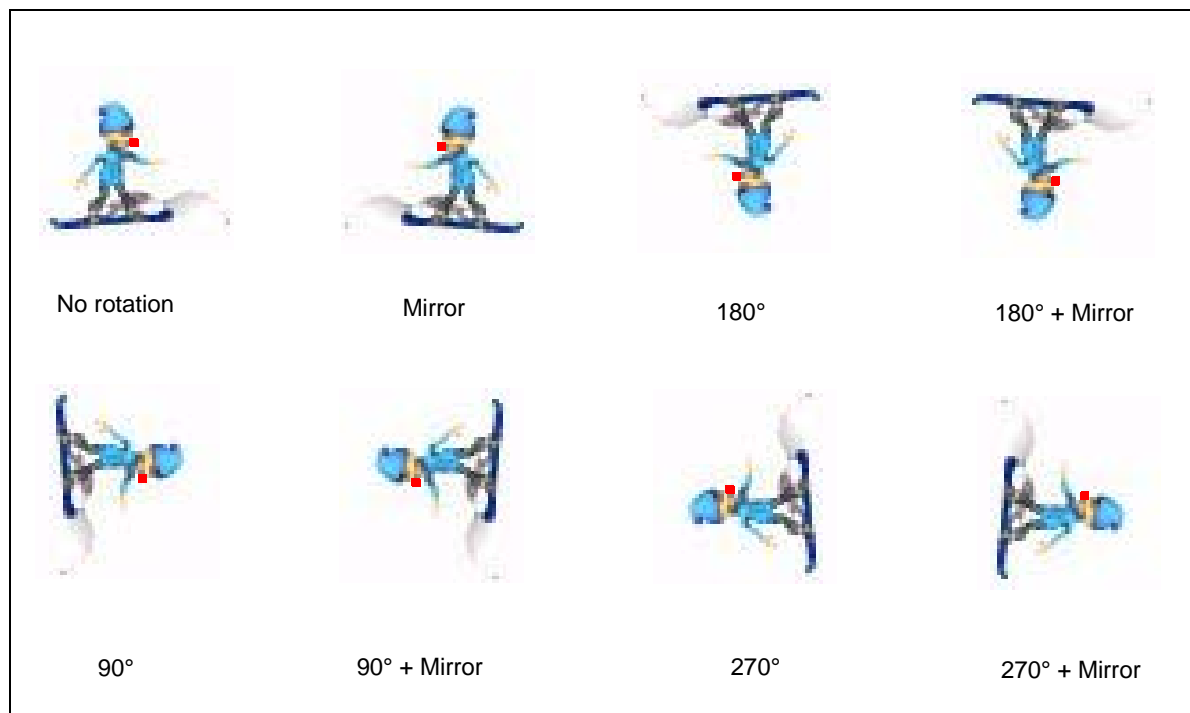 No rotation
Mirror
180°
180° + Mirror
90°
90° + Mirror
270°
270° + Mirror